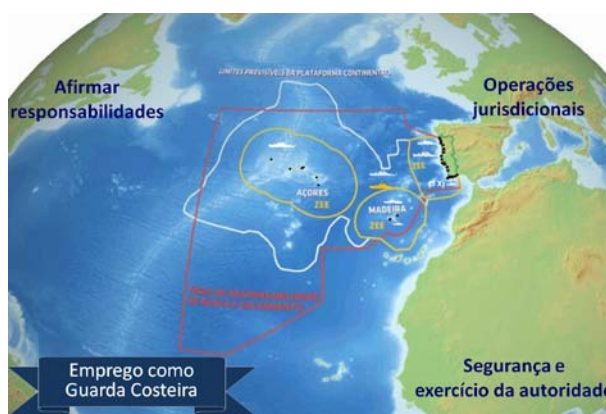 LIMITES PREVISÍVEIS DA PLATAFORMA CONTINENTAL
Afirmar
responsabilidades
Operações
jurisdicionais
ZEE
(5 X)
AÇORES
ZEE
MADEIRA
ZEE
Emprego como
Guarda Costeira
Segurança e
exercício da autoridade